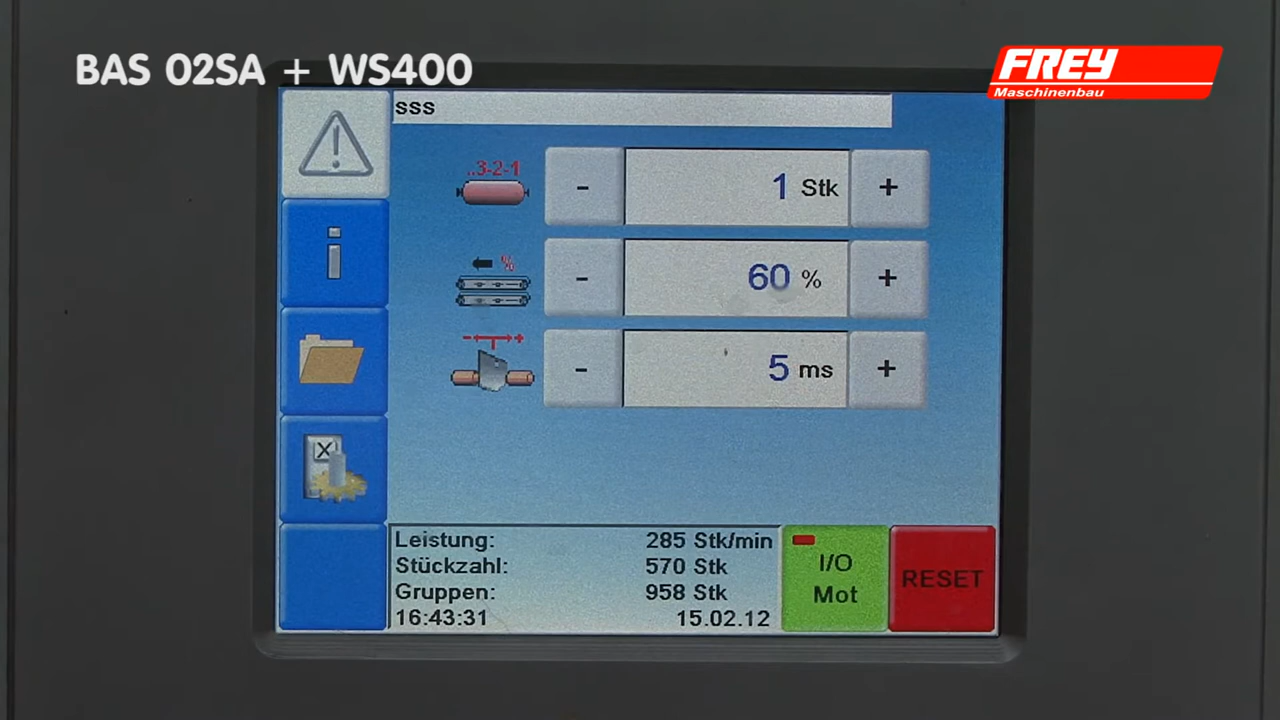 BAS 02SA + WS400
FREY
Maschinenbau
sss
..3-2-1
- 1 Stk +
%
- 60 % +
- +
- 5 ms +
i
X
Leistung: 285 Stk/min
Stückzahl: 570 Stk
Gruppen: 958 Stk
16:43:31 15.02.12
I/O
Mot
RESET